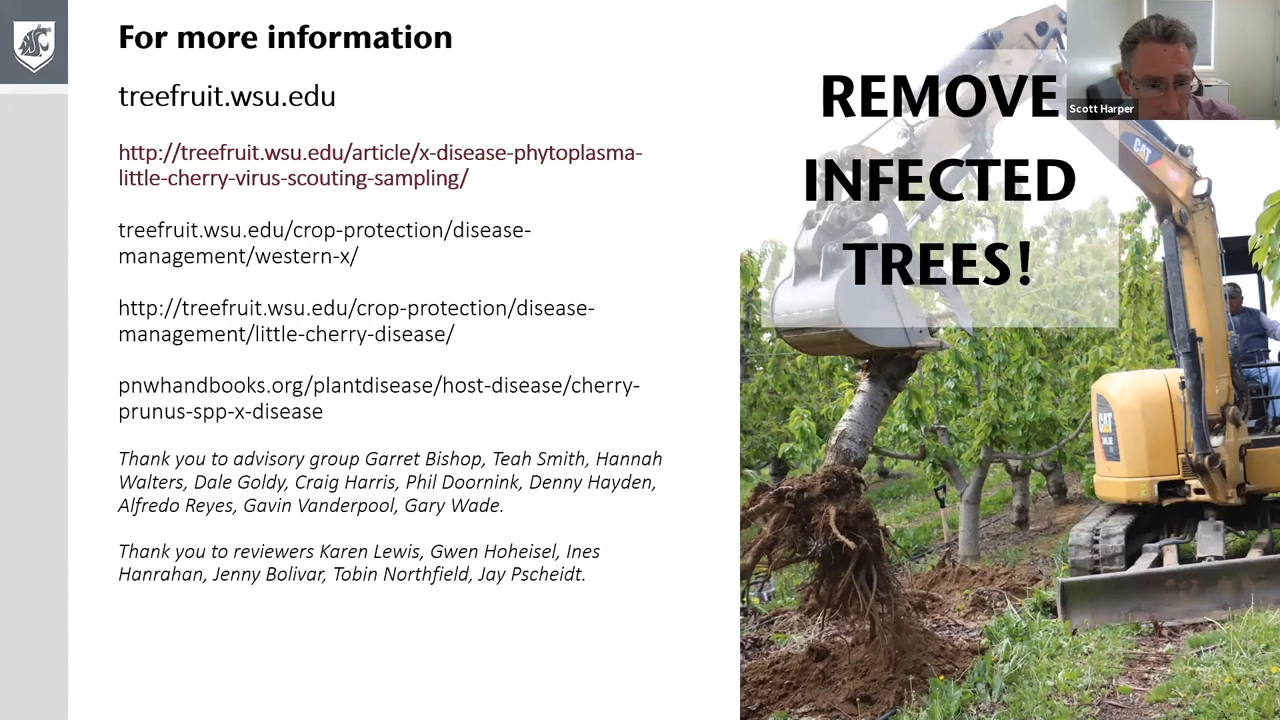 For more information
treefruit.wsu.edu
http://treefruit.wsu.edu/article/x-disease-phytoplasma-
little-cherry-virus-scouting-sampling/
treefruit.wsu.edu/crop-protection/disease-
management/western-x/
http://treefruit.wsu.edu/crop-protection/disease-
management/little-cherry-disease/
pnwhandbooks.org/plantdisease/host-disease/cherry-
prunus-spp-x-disease
Thank you to advisory group Garret Bishop, Teah Smith, Hannah
Walters, Dale Goldy, Craig Harris, Phil Doornink, Denny Hayden,
Alfredo Reyes, Gavin Vanderpool, Gary Wade.
Thank you to reviewers Karen Lewis, Gwen Hoheisel, Ines
Hanrahan, Jenny Bolivar, Tobin Northfield, Jay Pscheidt.
REMOVE
INFECTED
TREES!
Scott Harper
CAT
CAT